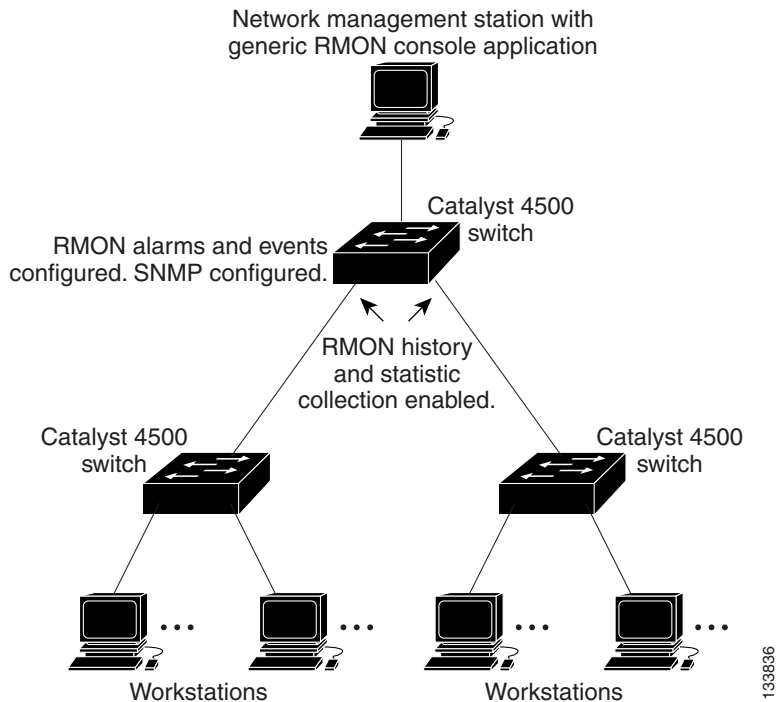 Network management station with
generic RMON console application
Catalyst 4500
switch
RMON alarms and events
configured. SNMP configured.
RMON history
and statistic
collection enabled.
Catalyst 4500
switch
Catalyst 4500
switch
Workstations
Workstations
133836